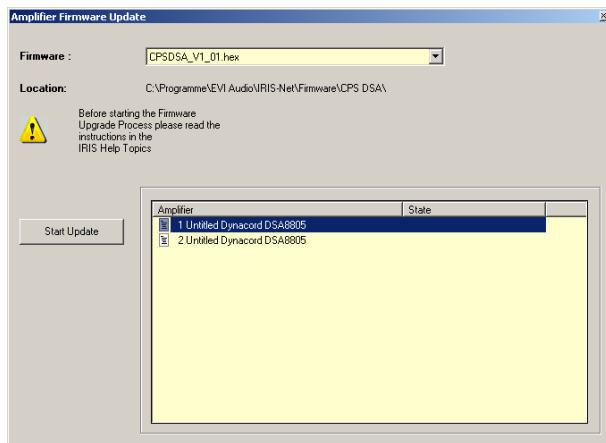 Amplifier Firmware Update
Firmware :
CPSDSA_V1_01.hex
Location:
C:\Programme\EVI Audio\IRIS-Net\Firmware\CPS DSA\
Before starting the Firmware
Upgrade Process please read the
instructions in the
IRIS Help Topics
Amplifier State
1 Untitled Dynacord DSA8805
2 Untitled Dynacord DSA8805
Start Update